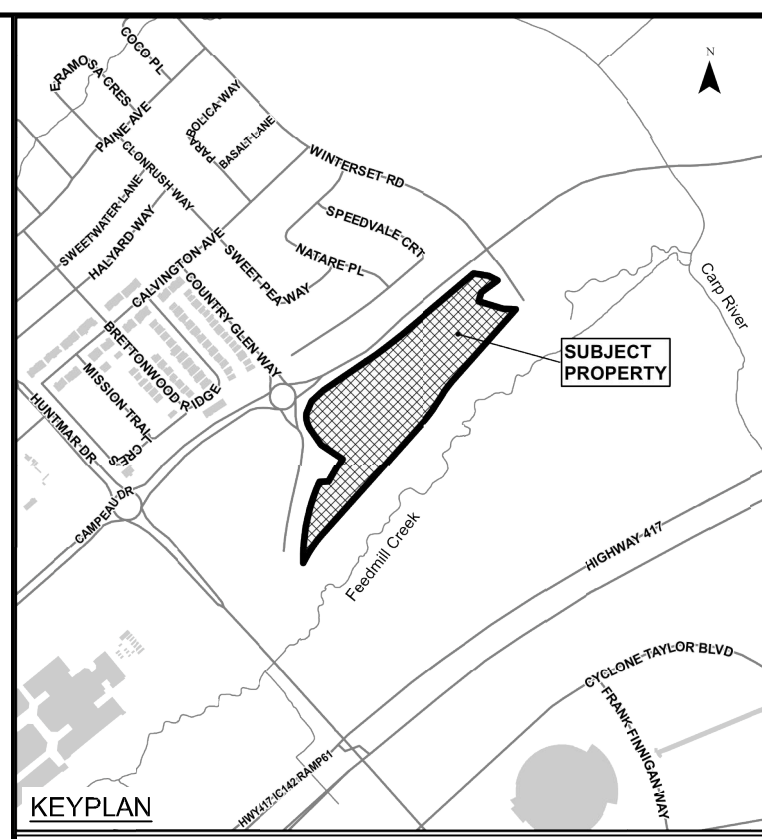 COCO PL
N
ERAMOSA CRES
PAINE AVE
PARABOLICA WAY
BASALT LANE
CLONRUSH WAY
WINTERSET RD
SWEETWATER LANE
HALYARD WAY
SPEEDVALE CRT
CALVINGTON AVE
SWEET PEA WAY
NATARE PL
COUNTRY GLEN WAY
Carp River
BRETTONWOOD RIDGE
SUBJECT
PROPERTY
MISSION TRAIL CRES
HUNTMAR DR
CAMPEAU DR
Feedmill Creek
HIGHWAY 417
CYCLONE TAYLOR BLVD
FRANK FINNIGAN WAY
HWY417 IC142 RAMP61
KEYPLAN